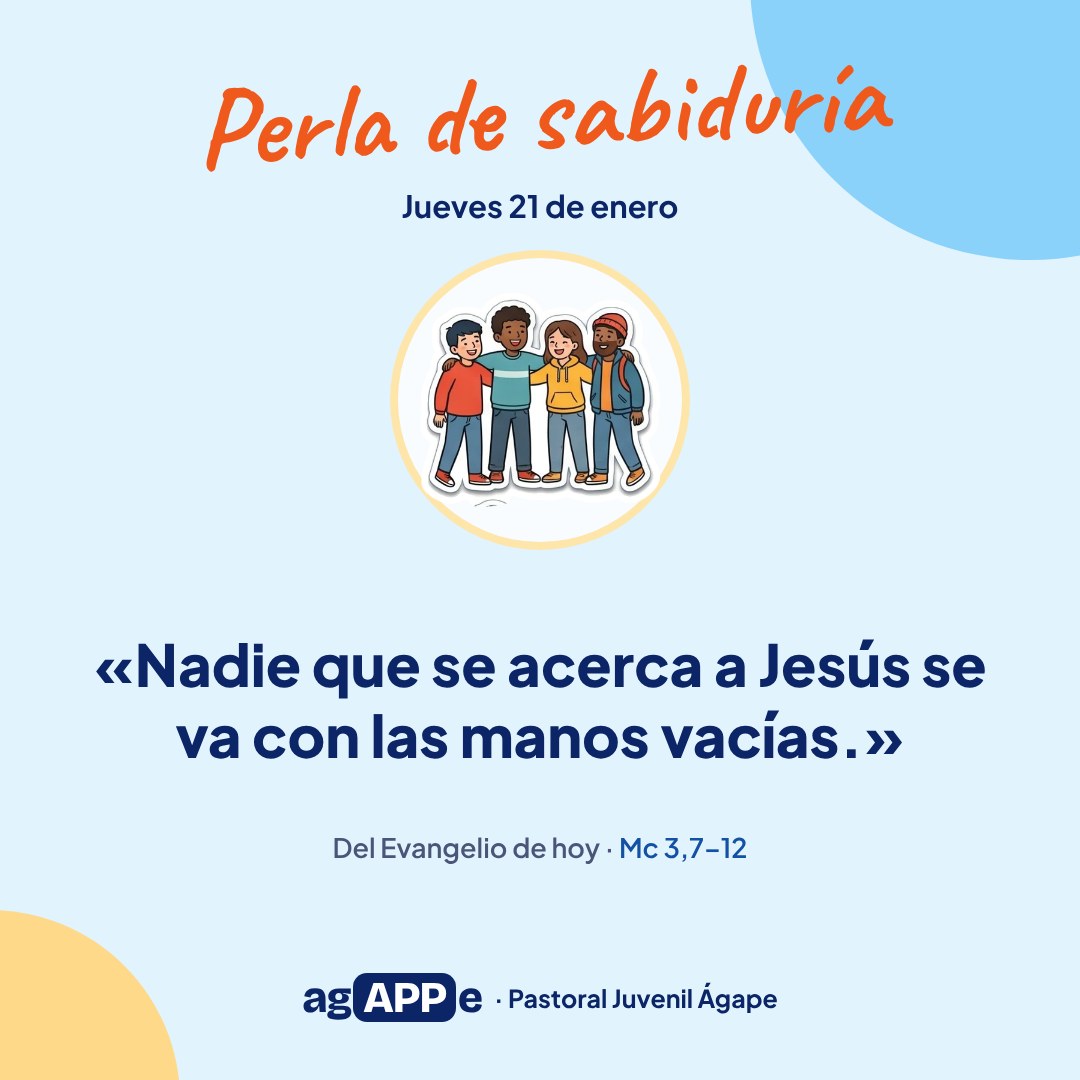 Perla de sabiduría
Jueves 21 de enero
«Nadie que se acerca a Jesús se
va con las manos vacías.»
Del Evangelio de hoy · Mc 3,7–12
agAPPe · Pastoral Juvenil Ágape